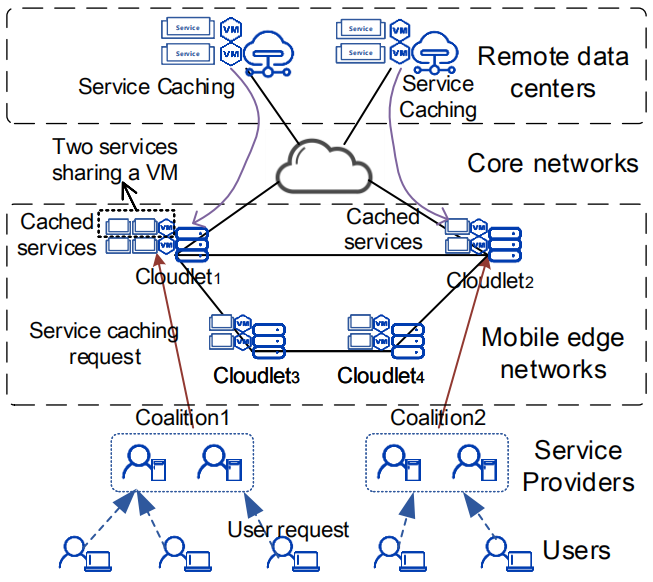 Service
VM
Service
VM
Service
VM
Service
VM
Remote data
centers
Service Caching
Service
Caching
Two services
sharing a VM
Core networks
Cached
services
VM
VM
Cloudlet1
Cached
services
VM
VM
Cloudlet2
Service caching
request
VM
VM
Cloudlet3
VM
VM
Cloudlet4
Mobile edge
networks
Coalition1
Coalition2
Service
Providers
User request
Users